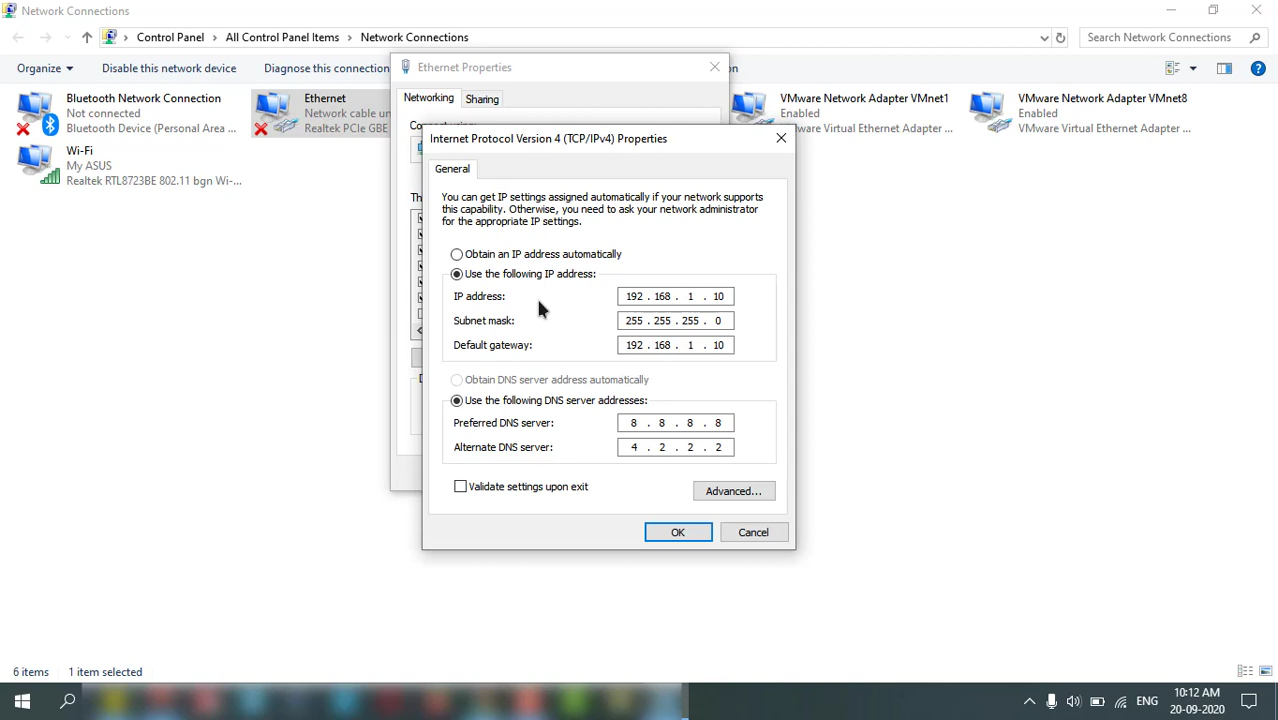 Network Connections
Control Panel
All Control Panel Items
Network Connections
Search Network Connections
Organize
Disable this network device
Diagnose this connection
Bluetooth Network Connection
Not connected
Bluetooth Device (Personal Area ...
Ethernet
Network cable un
Realtek PCIe GBE
VMware Network Adapter VMnet1
Enabled
VMware Virtual Ethernet Adapter ...
VMware Network Adapter VMnet8
Enabled
VMware Virtual Ethernet Adapter ...
Wi-Fi
My ASUS
Realtek RTL8723BE 802.11 bgn Wi-...
Ethernet Properties
Networking
Sharing
Internet Protocol Version 4 (TCP/IPv4) Properties
General
You can get IP settings assigned automatically if your network supports
this capability. Otherwise, you need to ask your network administrator
for the appropriate IP settings.
Obtain an IP address automatically
Use the following IP address:
IP address: 192 . 168 . 1 . 10
Subnet mask: 255 . 255 . 255 . 0
Default gateway: 192 . 168 . 1 . 10
Obtain DNS server address automatically
Use the following DNS server addresses:
Preferred DNS server: 8 . 8 . 8 . 8
Alternate DNS server: 4 . 2 . 2 . 2
Validate settings upon exit
Advanced...
OK
Cancel
6 items
1 item selected
ENG
10:12 AM
20-09-2020